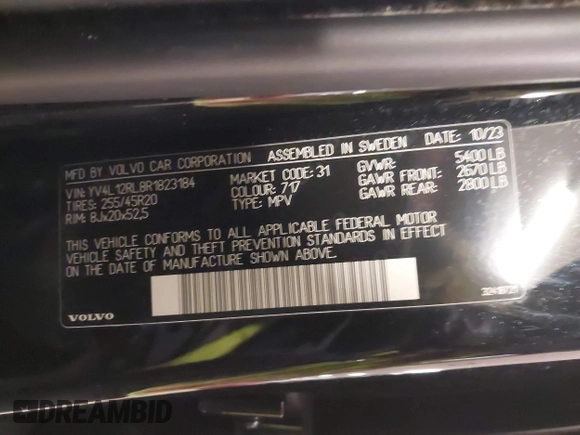 MFD BY VOLVO CAR CORPORATION ASSEMBLED IN SWEDEN DATE: 10/23
VIN: YV4L12RL8R1823184 MARKET CODE: 31 GVWR: 5400 LB
TIRES: 255/45R20 COLOUR: 717 GAWR FRONT: 2670 LB
RIM: 8Jx20x52,5 TYPE: MPV GAWR REAR: 2800 LB
THIS VEHICLE CONFORMS TO ALL APPLICABLE FEDERAL MOTOR
VEHICLE SAFETY AND THEFT PREVENTION STANDARDS IN EFFECT
ON THE DATE OF MANUFACTURE SHOWN ABOVE.
VOLVO
DREAMBID